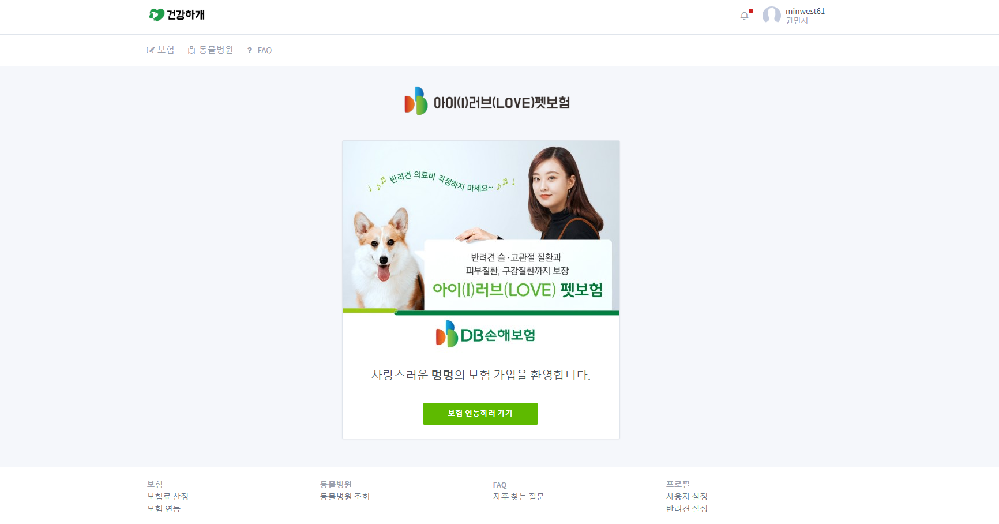 건강하개
minwest61
권민서
보험
동물병원
? FAQ
아이(I)러브(LOVE)펫보험
반려견 의료비 걱정하지 마세요~
반려견 슬·고관절 질환과
피부질환, 구강질환까지 보장
아이(I)러브(LOVE) 펫보험
DB손해보험
사랑스러운 멍멍의 보험 가입을 환영합니다.
보험 연동하러 가기
보험
보험료 산정
보험 연동
동물병원
동물병원 조회
FAQ
자주 찾는 질문
프로필
사용자 설정
반려견 설정